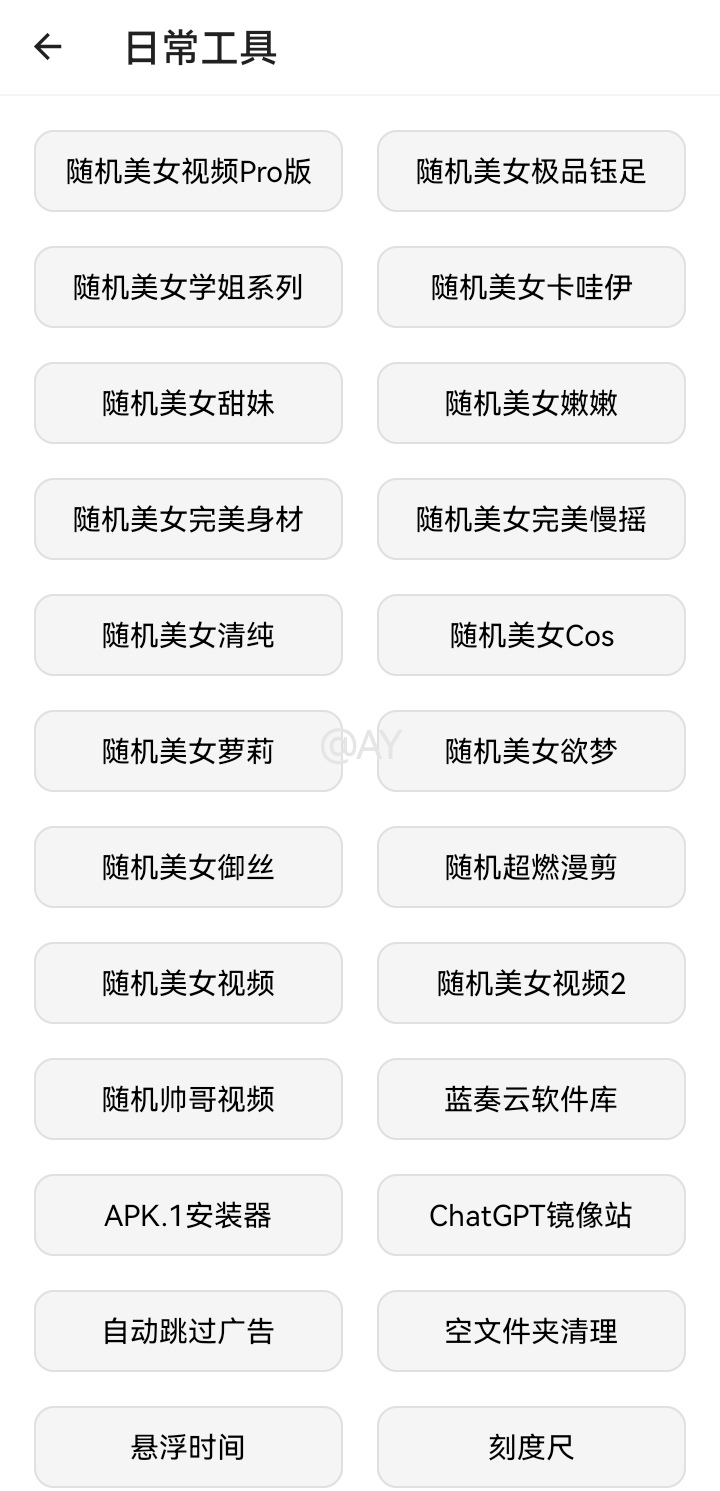 日常工具
随机美女视频Pro版
随机美女极品钰足
随机美女学姐系列
随机美女卡哇伊
随机美女甜妹
随机美女嫩嫩
随机美女完美身材
随机美女完美慢摇
随机美女清纯
随机美女Cos
随机美女萝莉
@AY
随机美女欲梦
随机美女御丝
随机超燃漫剪
随机美女视频
随机美女视频2
随机帅哥视频
蓝奏云软件库
APK.1安装器
ChatGPT镜像站
自动跳过广告
空文件夹清理
悬浮时间
刻度尺